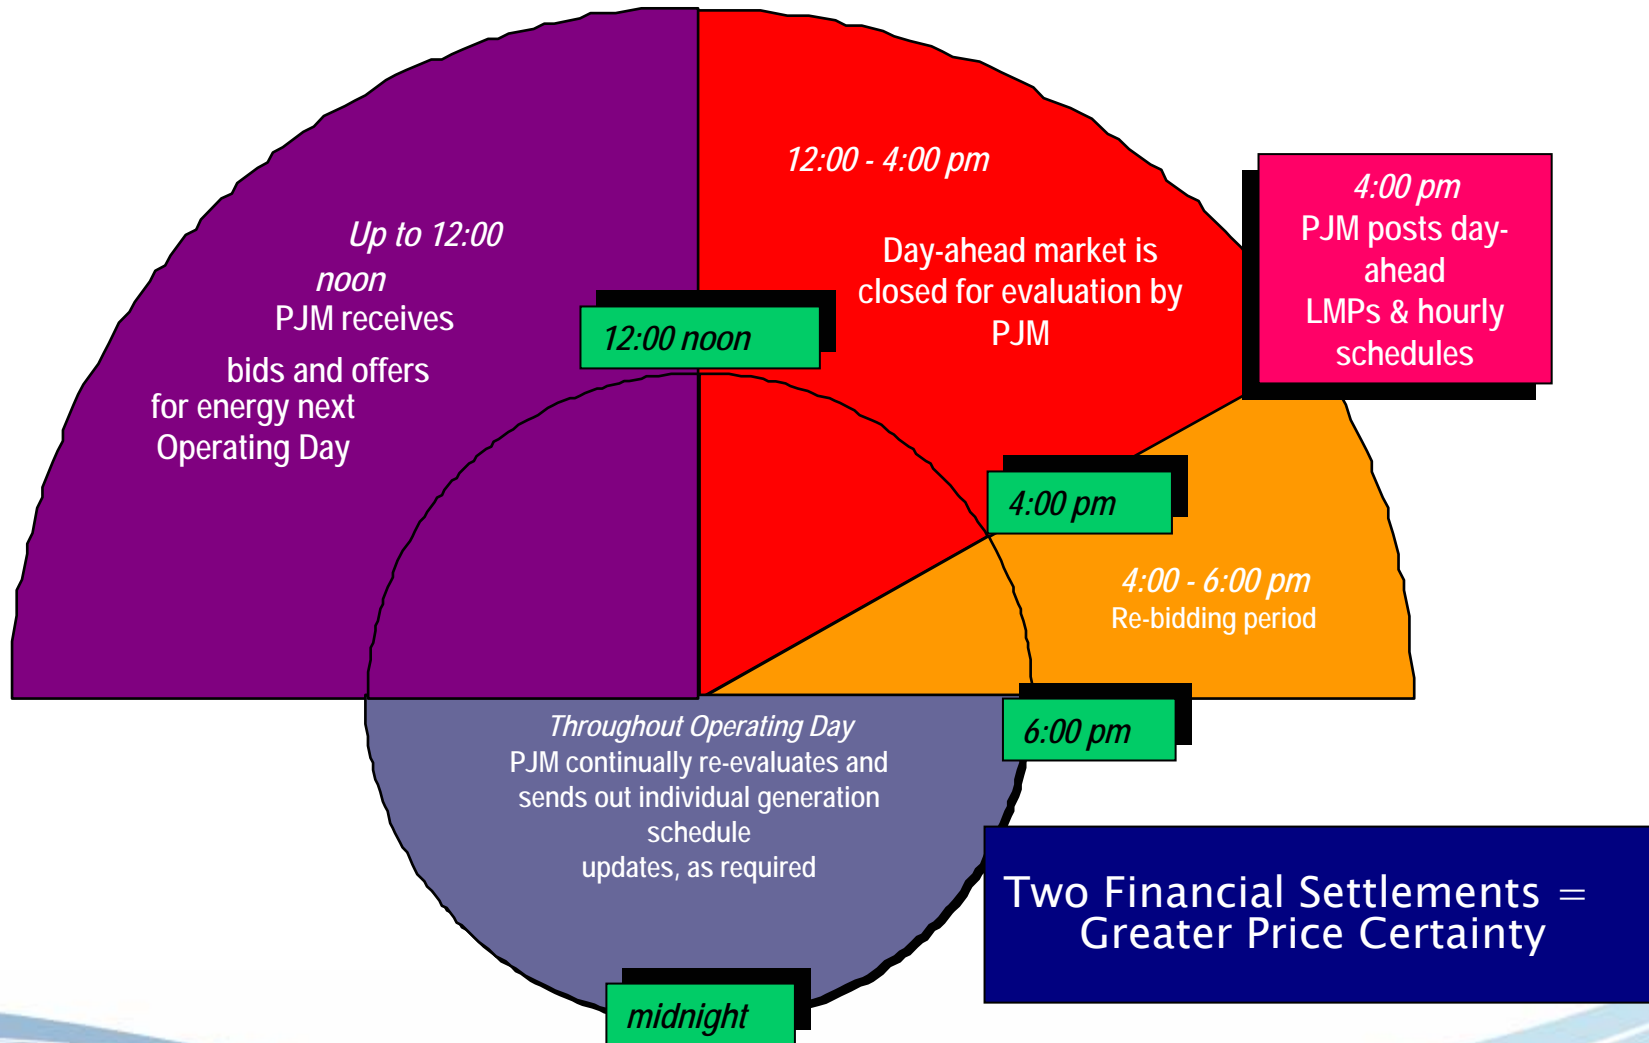 Up to 12:00
noon
PJM receives
bids and offers
for energy next
Operating Day
12:00 - 4:00 pm
Day-ahead market is
closed for evaluation by
PJM
4:00 pm
PJM posts day-
ahead
LMPs & hourly
schedules
12:00 noon
4:00 pm
4:00 - 6:00 pm
Re-bidding period
6:00 pm
Throughout Operating Day
PJM continually re-evaluates and
sends out individual generation
schedule
updates, as required
Two Financial Settlements =
Greater Price Certainty
midnight